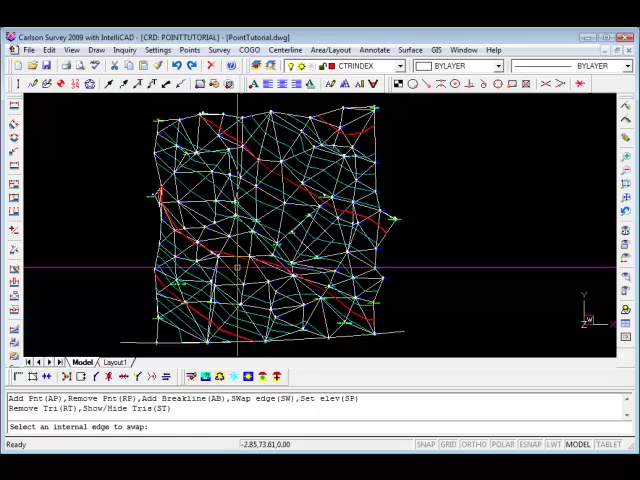 Carlson Survey 2009 with IntelliCAD - [CRD: POINTTUTORIAL] - [PointTutorial.dwg]
File Edit View Draw Inquiry Settings Points Survey COGO Centerline Area/Layout Annotate Surface GIS Window Help
CTRINDEX BYLAYER BYLAYER
Y
W
Z X
Model Layout1
Add Pnt(AP),Remove Pnt(RP),Add Breakline(AB),SWap edge(SW),Set elev(SP)
Remove Tri(RT),Show/Hide Tris(ST)
Select an internal edge to swap:
Ready -2.85,73.61,0.00 SNAP GRID ORTHO POLAR ESNAP LWT MODEL TABLET